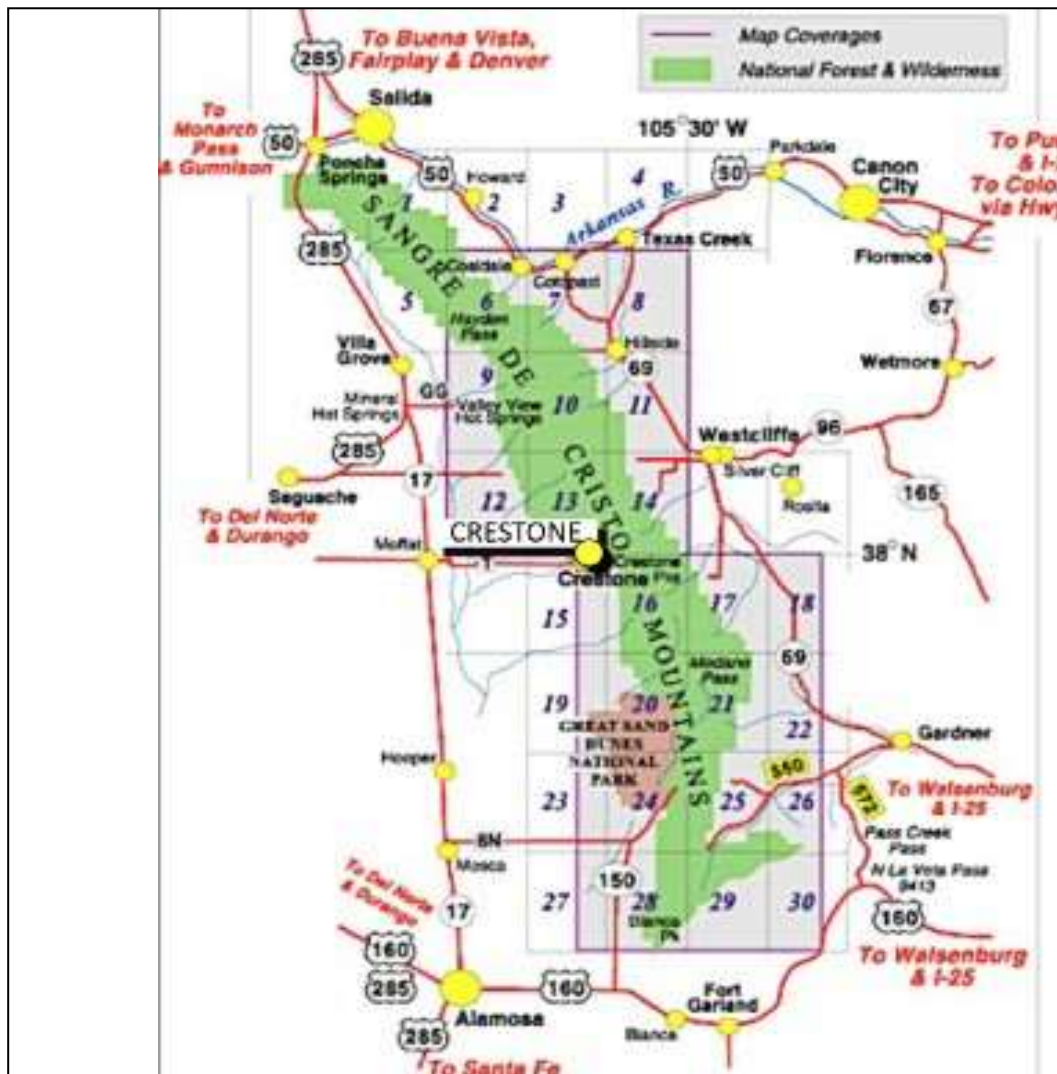 To Buena Vista,
Fairplay & Denver
285
Map Coverages
National Forest & Wilderness
Salida
To
Monarch
Pass
& Gunnison
50
Poncha
Springs
50
Howard
105°30' W
Parkdale
50
Canon
City
To
& I-
To
via
Florence
1
2
3
4
Arkansas R.
Texas Creek
Coaldale
Cotopaxi
285
SANGRE DE CRISTO MOUNTAINS
5
6
7
8
Hayden
Pass
Hillside
67
Wetmore
Villa
Grove
69
9
10
11
GG
Mineral
Hot Springs
Valley View
Hot Springs
Westcliffe
96
Silver Cliff
Rosita
165
285
Saguache
17
To Del Norte
& Durango
12
13
14
CRESTONE
Moffat
T
Crestone
Crestone
38° N
15
16
17
18
69
Medano
Pass
19
20
21
22
GREAT SAND
DUNES
NATIONAL
PARK
Gardner
Hooper
550
572
To Walsenburg
& I-25
23
24
25
26
Pass Creek
Pass
6N
Mosca
N La Veta Pass
9413
To Del Norte
& Durango
150
17
27
28
29
30
160
Blanca
Pk
To Walsenburg
& I-25
160
285
160
Alamosa
Fort
Garland
Blanca
285
To Santa Fe